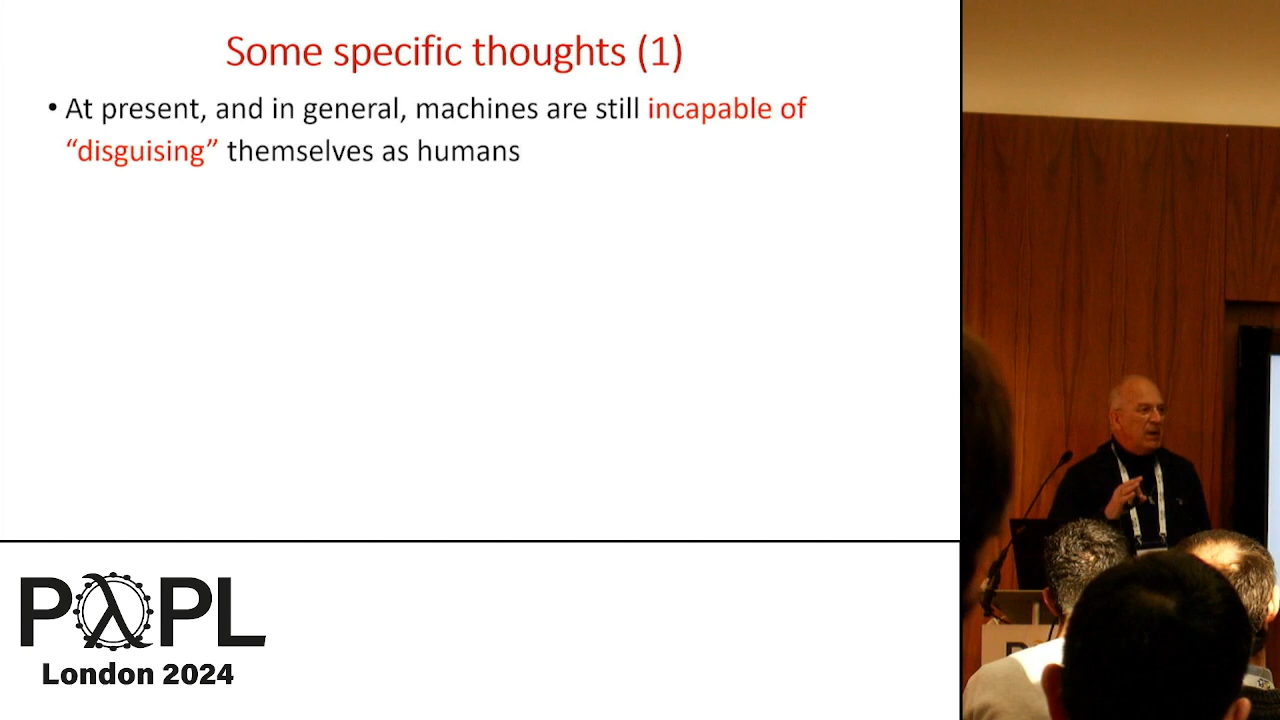 Some specific thoughts (1)
• At present, and in general, machines are still incapable of
“disguising” themselves as humans
PλPL
London 2024